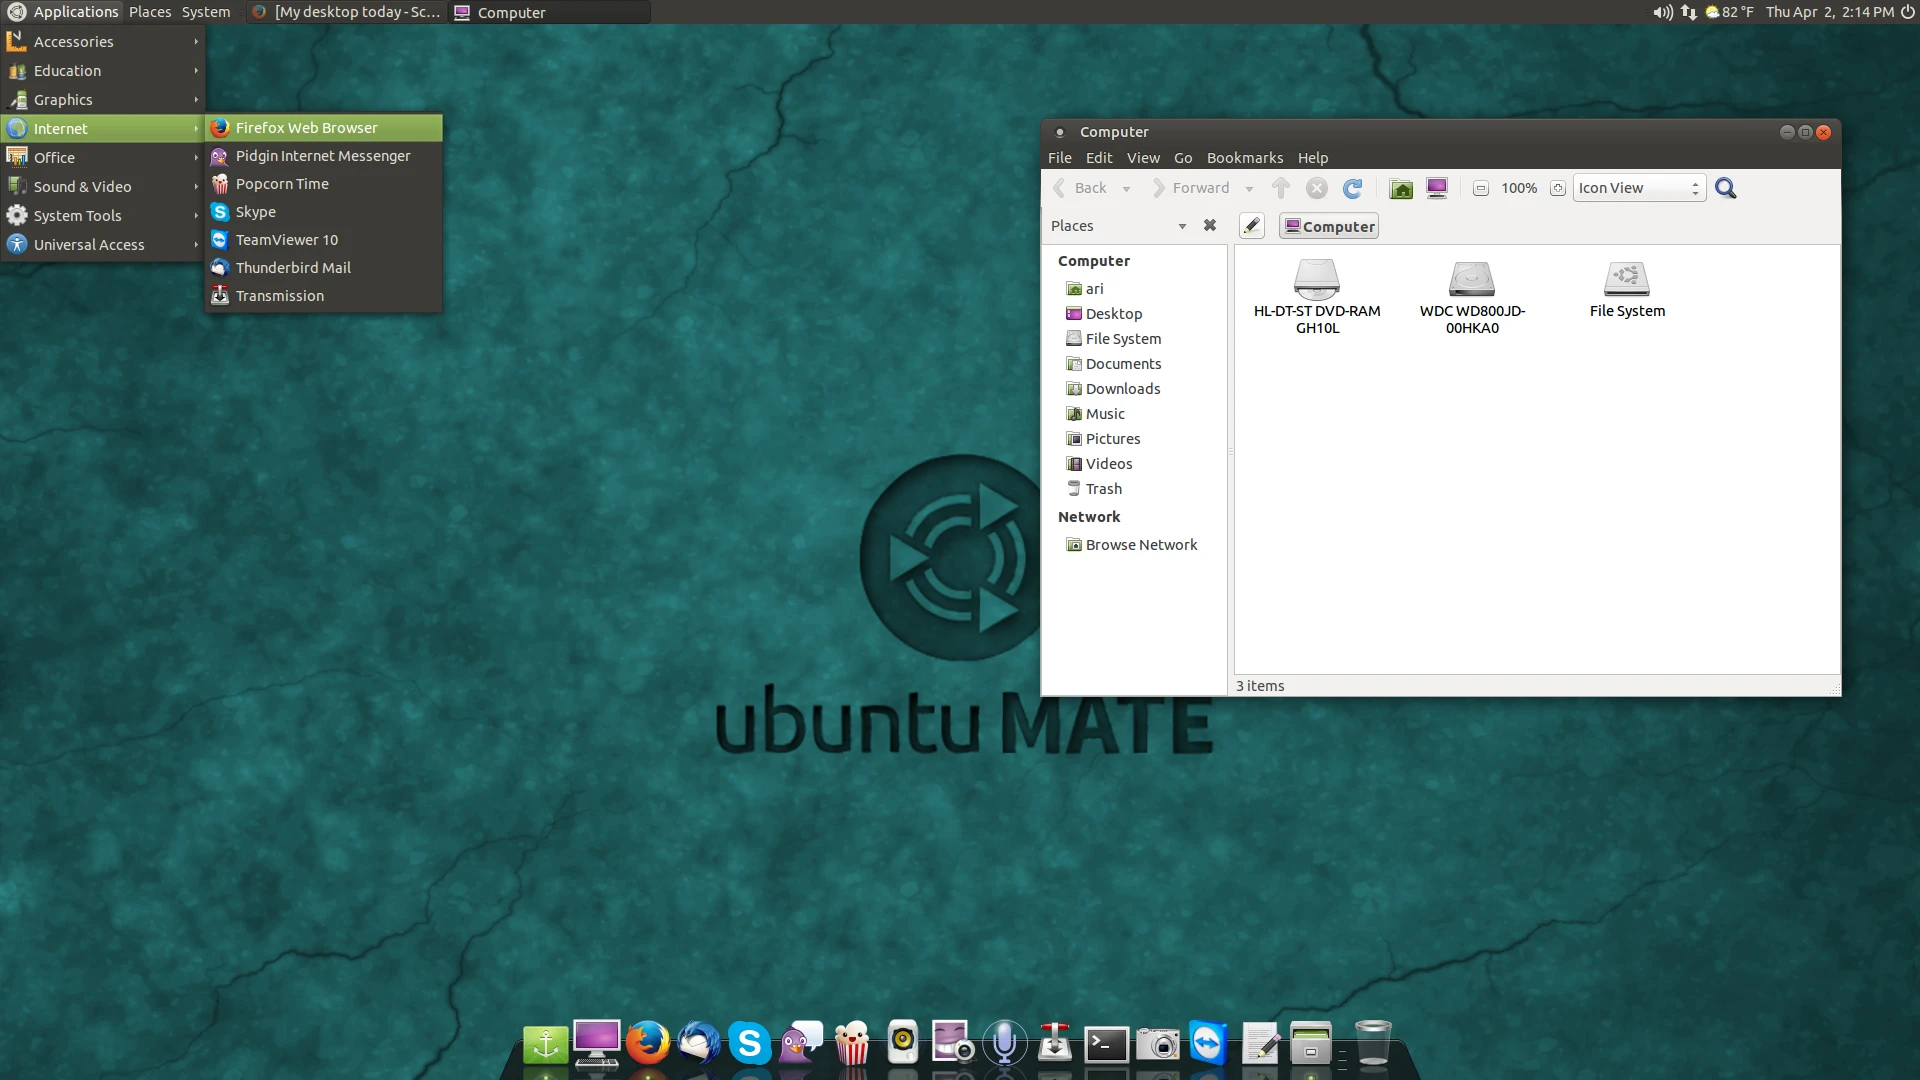 Applications Places System [My desktop today - Sc... Computer 82 °F Thu Apr 2, 2:14 PM
Accessories
Education
Graphics
Internet
Office
Sound & Video
System Tools
Universal Access
Firefox Web Browser
Pidgin Internet Messenger
Popcorn Time
Skype
TeamViewer 10
Thunderbird Mail
Transmission
Computer
File Edit View Go Bookmarks Help
Back Forward 100% Icon View
Places Computer
Computer
ari
Desktop
File System
Documents
Downloads
Music
Pictures
Videos
Trash
Network
Browse Network
HL-DT-ST DVD-RAM
GH10L
WDC WD800JD-
00HKA0
File System
3 items
ubuntu MATE